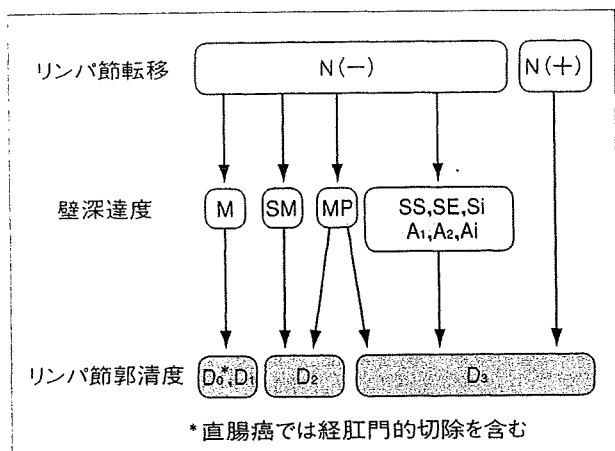 リンパ節転移 N(−) N(+)
壁深達度 M SM MP SS,SE,Si
A1,A2,Ai
リンパ節郭清度 D0*,D1 D2 D3
*直腸癌では経肛門的切除を含む